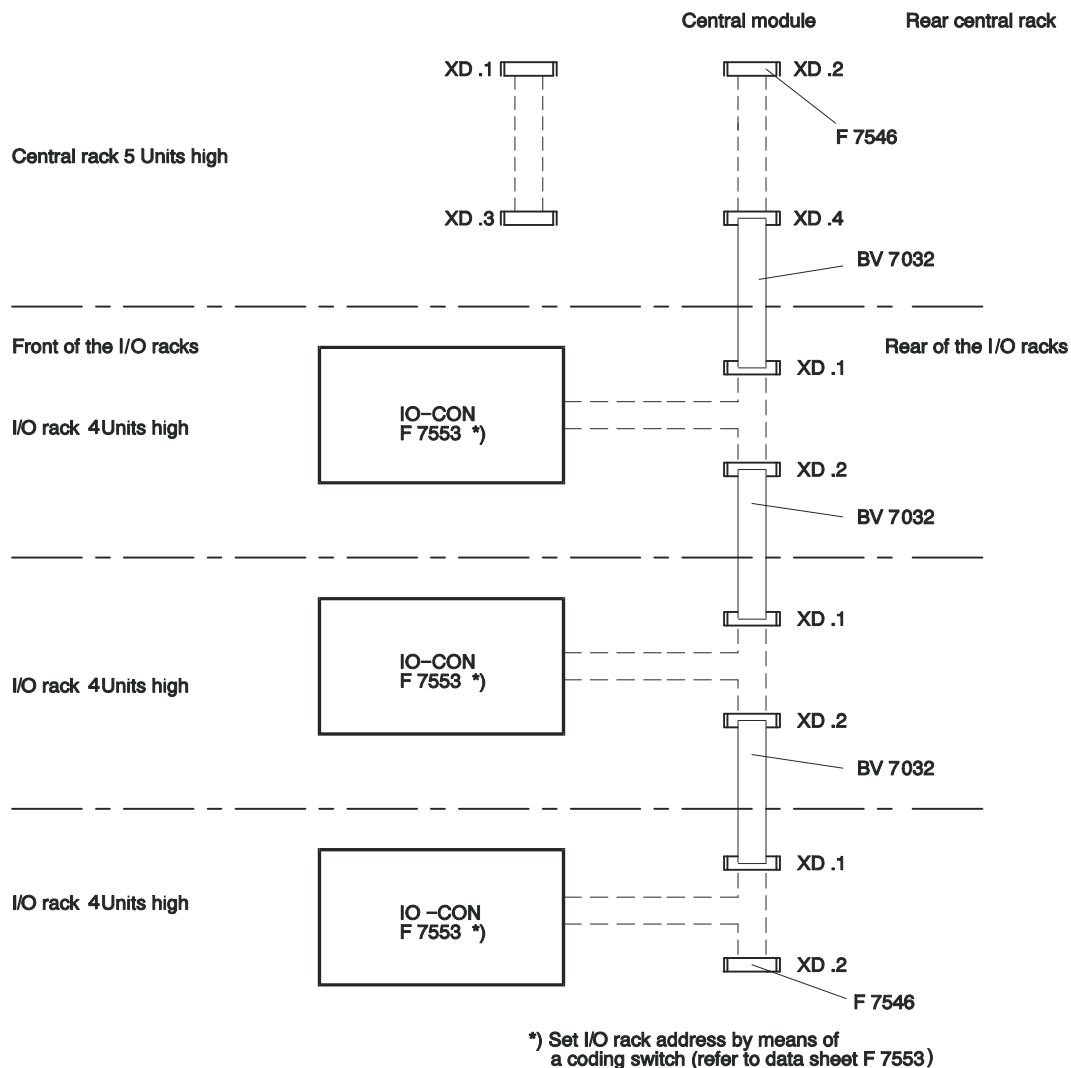 Central module
Rear central rack
XD .1
XD .2
F 7546
Central rack 5 Units high
XD .3
XD .4
BV 7032
Front of the I/O racks
Rear of the I/O racks
XD .1
IO-CON
F 7553 *)
I/O rack 4Units high
XD .2
BV 7032
XD .1
IO-CON
F 7553 *)
I/O rack 4Units high
XD .2
BV 7032
XD .1
I/O rack 4Units high
IO -CON
F 7553 *)
XD .2
F 7546
*) Set I/O rack address by means of
a coding switch (refer to data sheet F 7553)